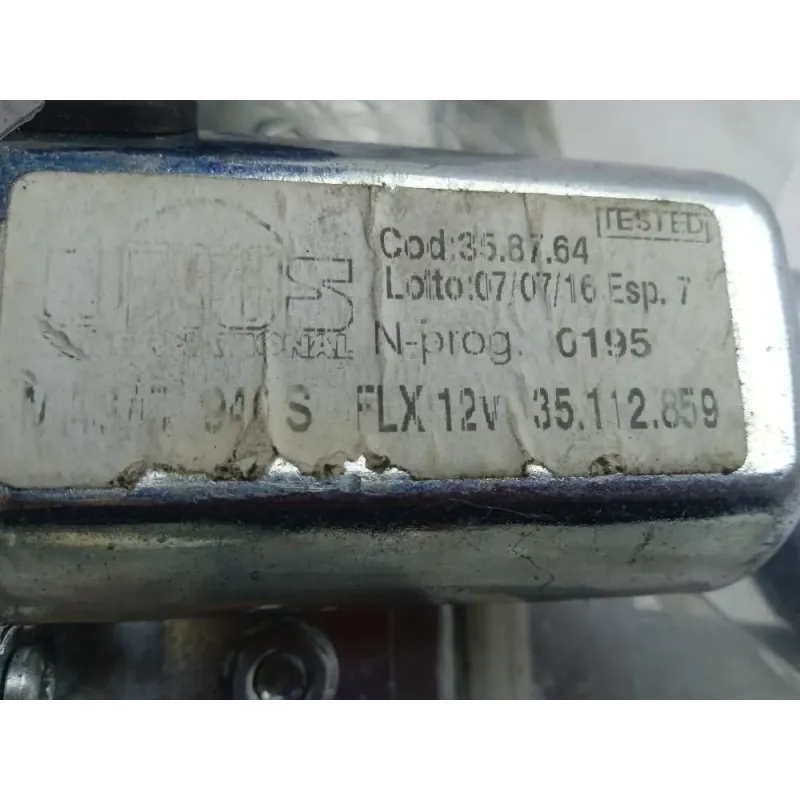 TESTED
Cod:35.87.64
Lotto:07/07/16 Esp. 7
N-prog. 0195
S FLX 12v 35.112.859